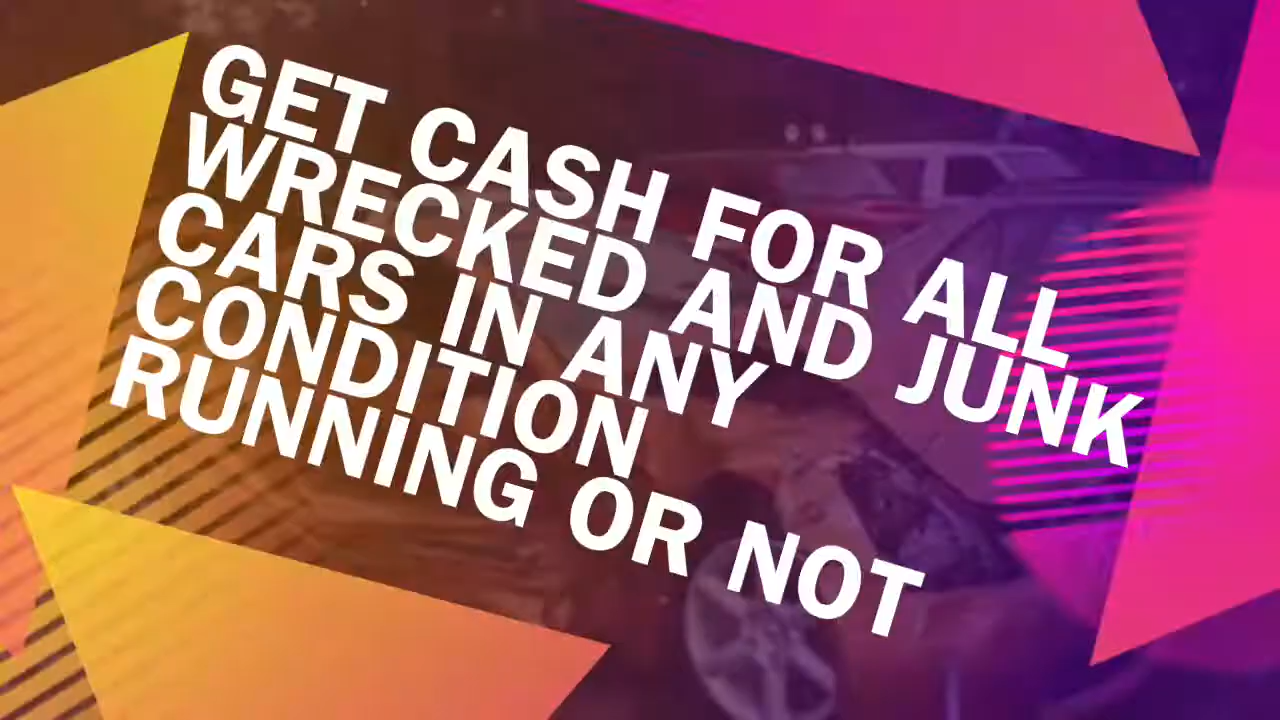 GET CASH FOR ALL
WRECKED AND JUNK
CARS IN ANY
CONDITION
RUNNING OR NOT